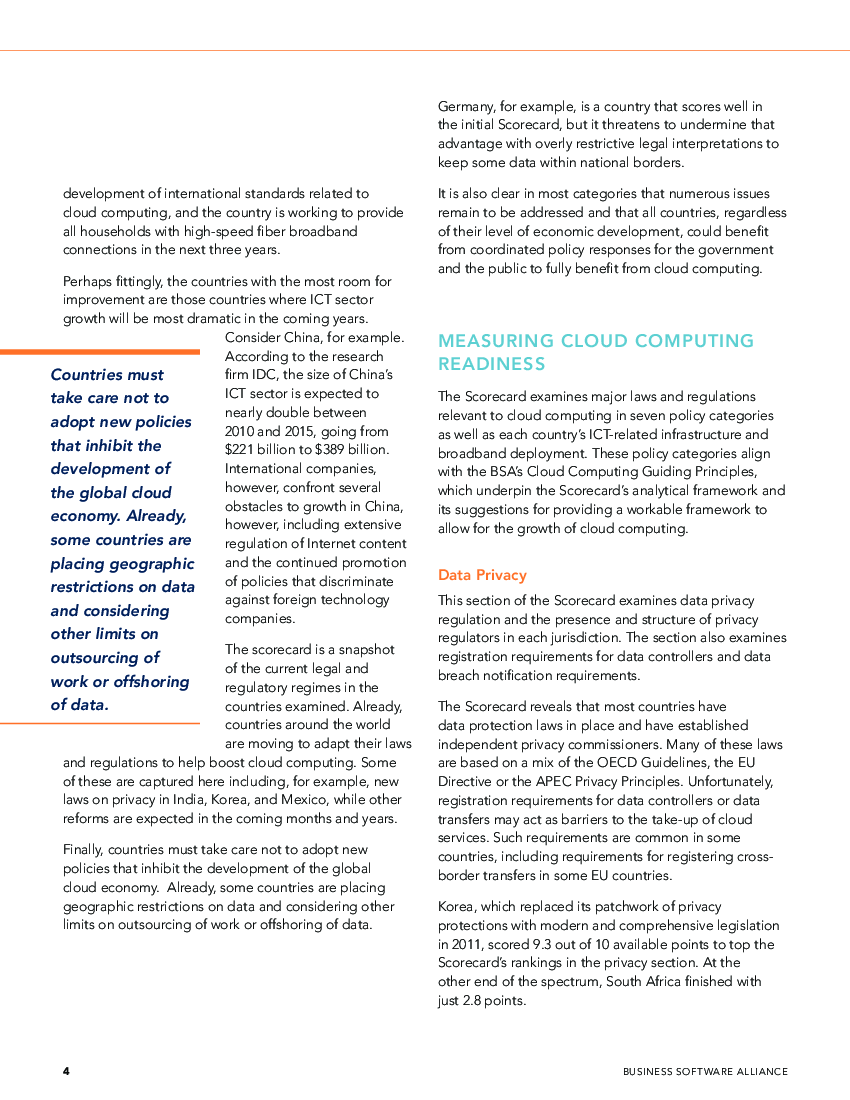 development of international standards related to
cloud computing, and the country is working to provide
all households with high-speed fiber broadband
connections in the next three years.
Perhaps fittingly, the countries with the most room for
improvement are those countries where ICT sector
growth will be most dramatic in the coming years.
Consider China, for example.
According to the research
firm IDC, the size of China’s
ICT sector is expected to
nearly double between
2010 and 2015, going from
$221 billion to $389 billion.
International companies,
however, confront several
obstacles to growth in China,
however, including extensive
regulation of Internet content
and the continued promotion
of policies that discriminate
against foreign technology
companies.
The scorecard is a snapshot
of the current legal and
regulatory regimes in the
countries examined. Already,
countries around the world
are moving to adapt their laws
and regulations to help boost cloud computing. Some
of these are captured here including, for example, new
laws on privacy in India, Korea, and Mexico, while other
reforms are expected in the coming months and years.
Finally, countries must take care not to adopt new
policies that inhibit the development of the global
cloud economy.  Already, some countries are placing
geographic restrictions on data and considering other
limits on outsourcing of work or offshoring of data.
Countries must
take care not to
adopt new policies
that inhibit the
development of
the global cloud
economy. Already,
some countries are
placing geographic
restrictions on data
and considering
other limits on
outsourcing of
work or offshoring
of data.
Germany, for example, is a country that scores well in
the initial Scorecard, but it threatens to undermine that
advantage with overly restrictive legal interpretations to
keep some data within national borders.
It is also clear in most categories that numerous issues
remain to be addressed and that all countries, regardless
of their level of economic development, could benefit
from coordinated policy responses for the government
and the public to fully benefit from cloud computing.
MEASURING CLOUD COMPUTING
READINESS
The Scorecard examines major laws and regulations
relevant to cloud computing in seven policy categories
as well as each country’s ICT-related infrastructure and
broadband deployment. These policy categories align
with the BSA’s Cloud Computing Guiding Principles,
which underpin the Scorecard’s analytical framework and
its suggestions for providing a workable framework to
allow for the growth of cloud computing.
Data Privacy
This section of the Scorecard examines data privacy
regulation and the presence and structure of privacy
regulators in each jurisdiction. The section also examines
registration requirements for data controllers and data
breach notification requirements.
The Scorecard reveals that most countries have
data protection laws in place and have established
independent privacy commissioners. Many of these laws
are based on a mix of the OECD Guidelines, the EU
Directive or the APEC Privacy Principles. Unfortunately,
registration requirements for data controllers or data
transfers may act as barriers to the take-up of cloud
services. Such requirements are common in some
countries, including requirements for registering cross-
border transfers in some EU countries.
Korea, which replaced its patchwork of privacy
protections with modern and comprehensive legislation
in 2011, scored 9.3 out of 10 available points to top the
Scorecard’s rankings in the privacy section. At the
other end of the spectrum, South Africa finished with
just 2.8 points.
4
BUSINESS SOFTWARE ALLIANCE